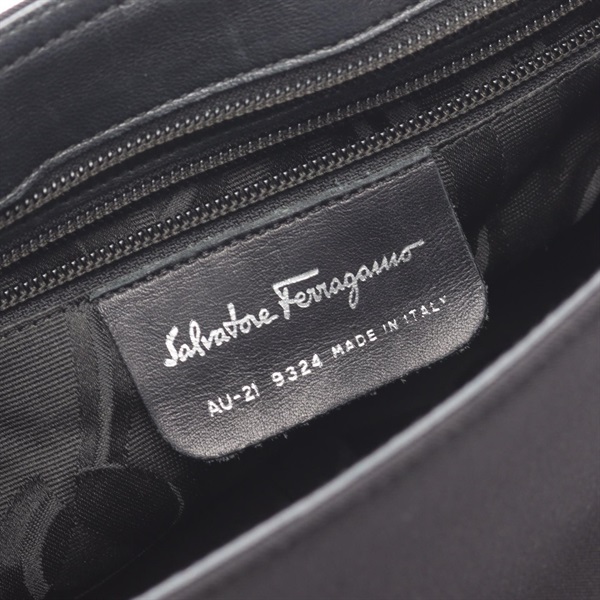 Salvatore Ferragamo
AU-21 9324 MADE IN ITALY